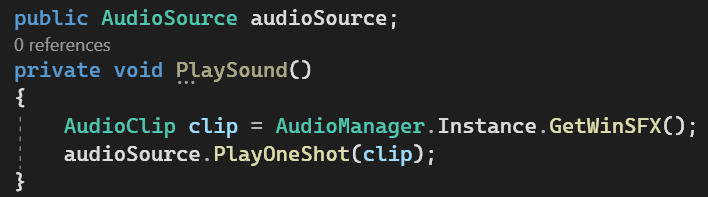 public AudioSource audioSource;
0 references
private void PlaySound()
{
AudioClip clip = AudioManager.Instance.GetWinSFX();
audioSource.PlayOneShot(clip);
}